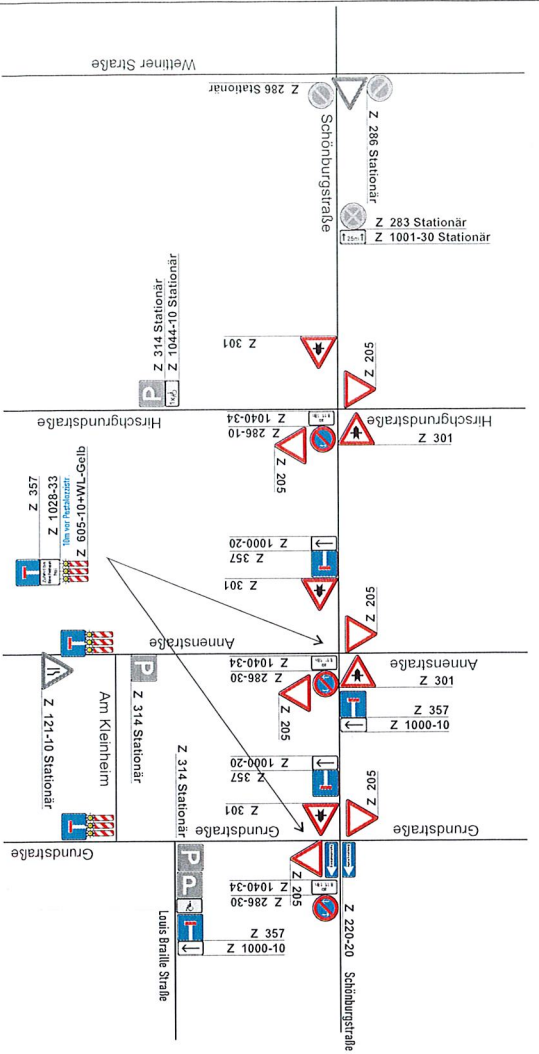 Wettiner Straße
Z 286 Stationär
Schönburgstraße
Z 286 Stationär
Z 283 Stationär
Z 1001-30 Stationär
Z 314 Stationär
Z 1044-10 Stationär
P
Z 301
Z 205
Hirschgrundstraße
Z 1040-34
Z 286-10
Z 205
Hirschgrundstraße
Z 301
Z 357
Z 1028-33
10m vor Pestalozzistr.
Z 605-10+WL-Gelb
Z 1000-20
Z 357
Z 301
Z 205
Annenstraße
Z 1040-34
Z 286-30
Z 205
Annenstraße
Z 301
Z 357
Z 1000-10
Z 121-10 Stationär
Am Kleinheim
P
Z 314 Stationär
Z 1000-20
Z 357
Z 301
Z 205
Grundstraße
Grundstraße
Grundstraße
Z 314 Stationär
P
P
Z 357
Z 1000-10
Louis Braille Straße
Z 205
Z 1040-34
Z 286-30
Z 220-20
Schönburgstraße